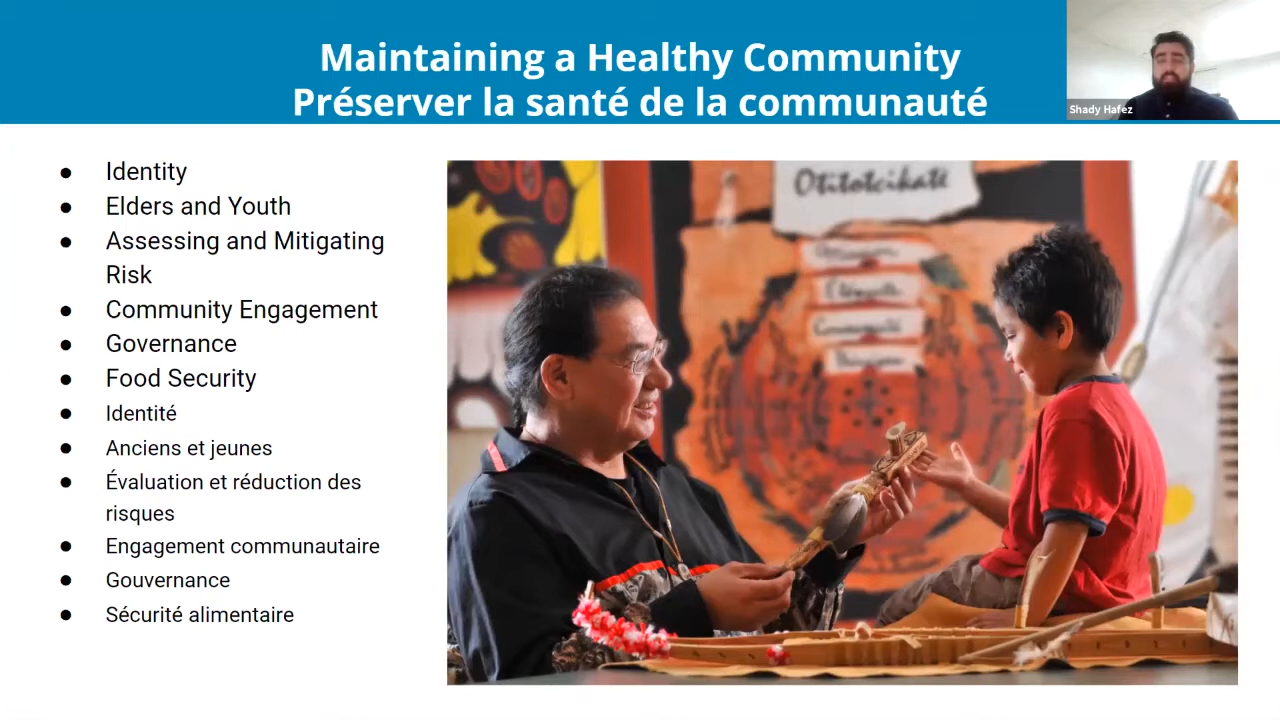 Maintaining a Healthy Community
Préserver la santé de la communauté
Shady Hafez
● Identity
● Elders and Youth
● Assessing and Mitigating
Risk
● Community Engagement
● Governance
● Food Security
● Identité
● Anciens et jeunes
● Évaluation et réduction des
risques
● Engagement communautaire
● Gouvernance
● Sécurité alimentaire
Otitotcikate